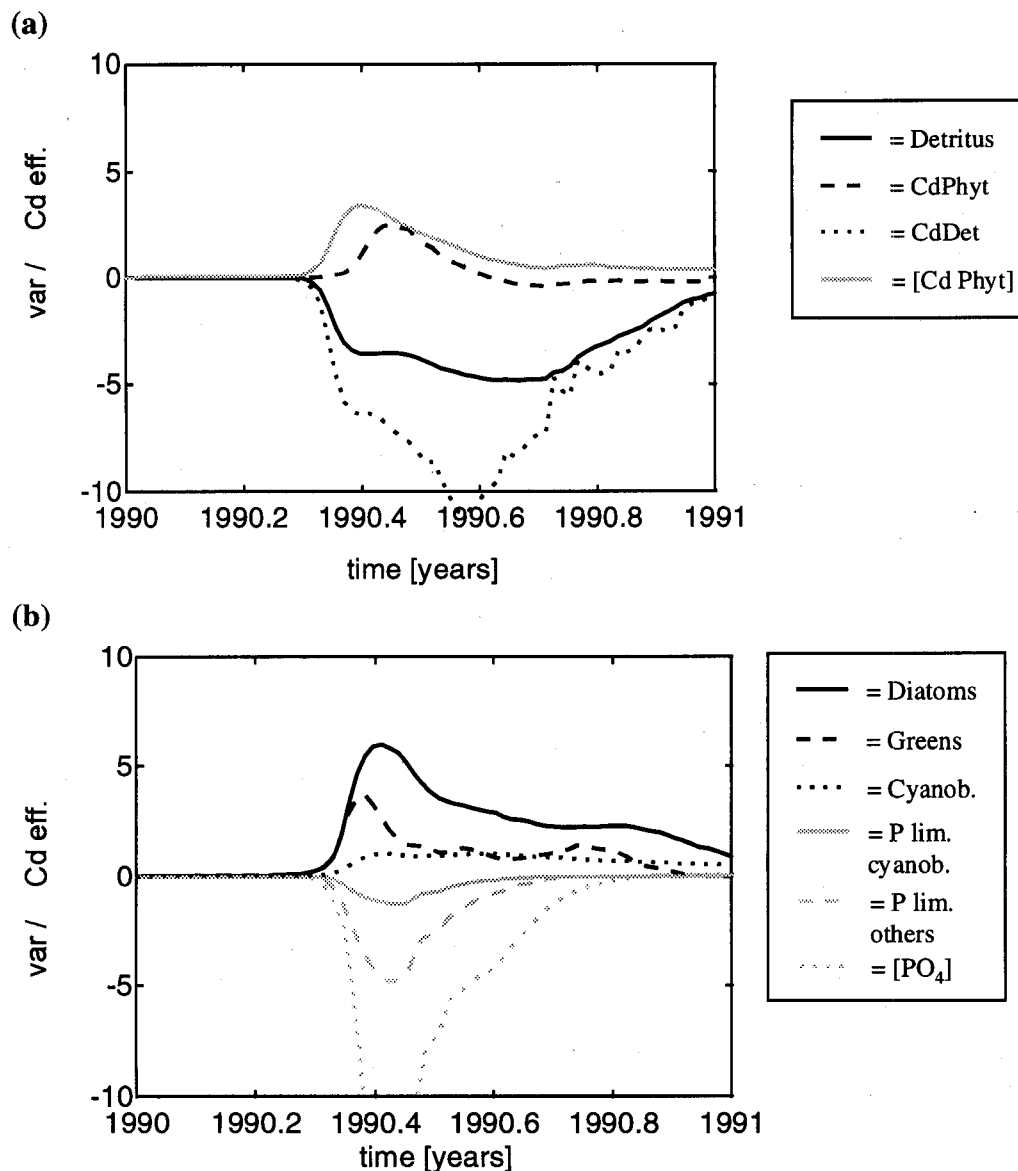 (a)
10
5
0
-5
-10
var / Cd eff.
1990 1990.2 1990.4 1990.6 1990.8 1991
time [years]
= Detritus
= CdPhyt
= CdDet
= [Cd Phyt]
(b)
10
5
0
-5
-10
var / Cd eff.
1990 1990.2 1990.4 1990.6 1990.8 1991
time [years]
= Diatoms
= Greens
= Cyanob.
= P lim.
cyanob.
= P lim.
others
= [PO₄]